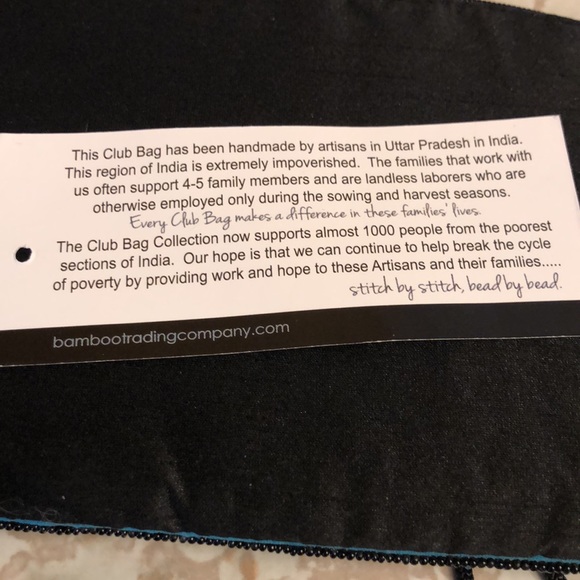 This Club Bag has been handmade by artisans in Uttar Pradesh in India.
This region of India is extremely impoverished. The families that work with
us often support 4-5 family members and are landless laborers who are
otherwise employed only during the sowing and harvest seasons.
Every Club Bag makes a difference in these families' lives.
The Club Bag Collection now supports almost 1000 people from the poorest
sections of India. Our hope is that we can continue to help break the cycle
of poverty by providing work and hope to these Artisans and their families.....
stitch by stitch, bead by bead.
bambootradingcompany.com